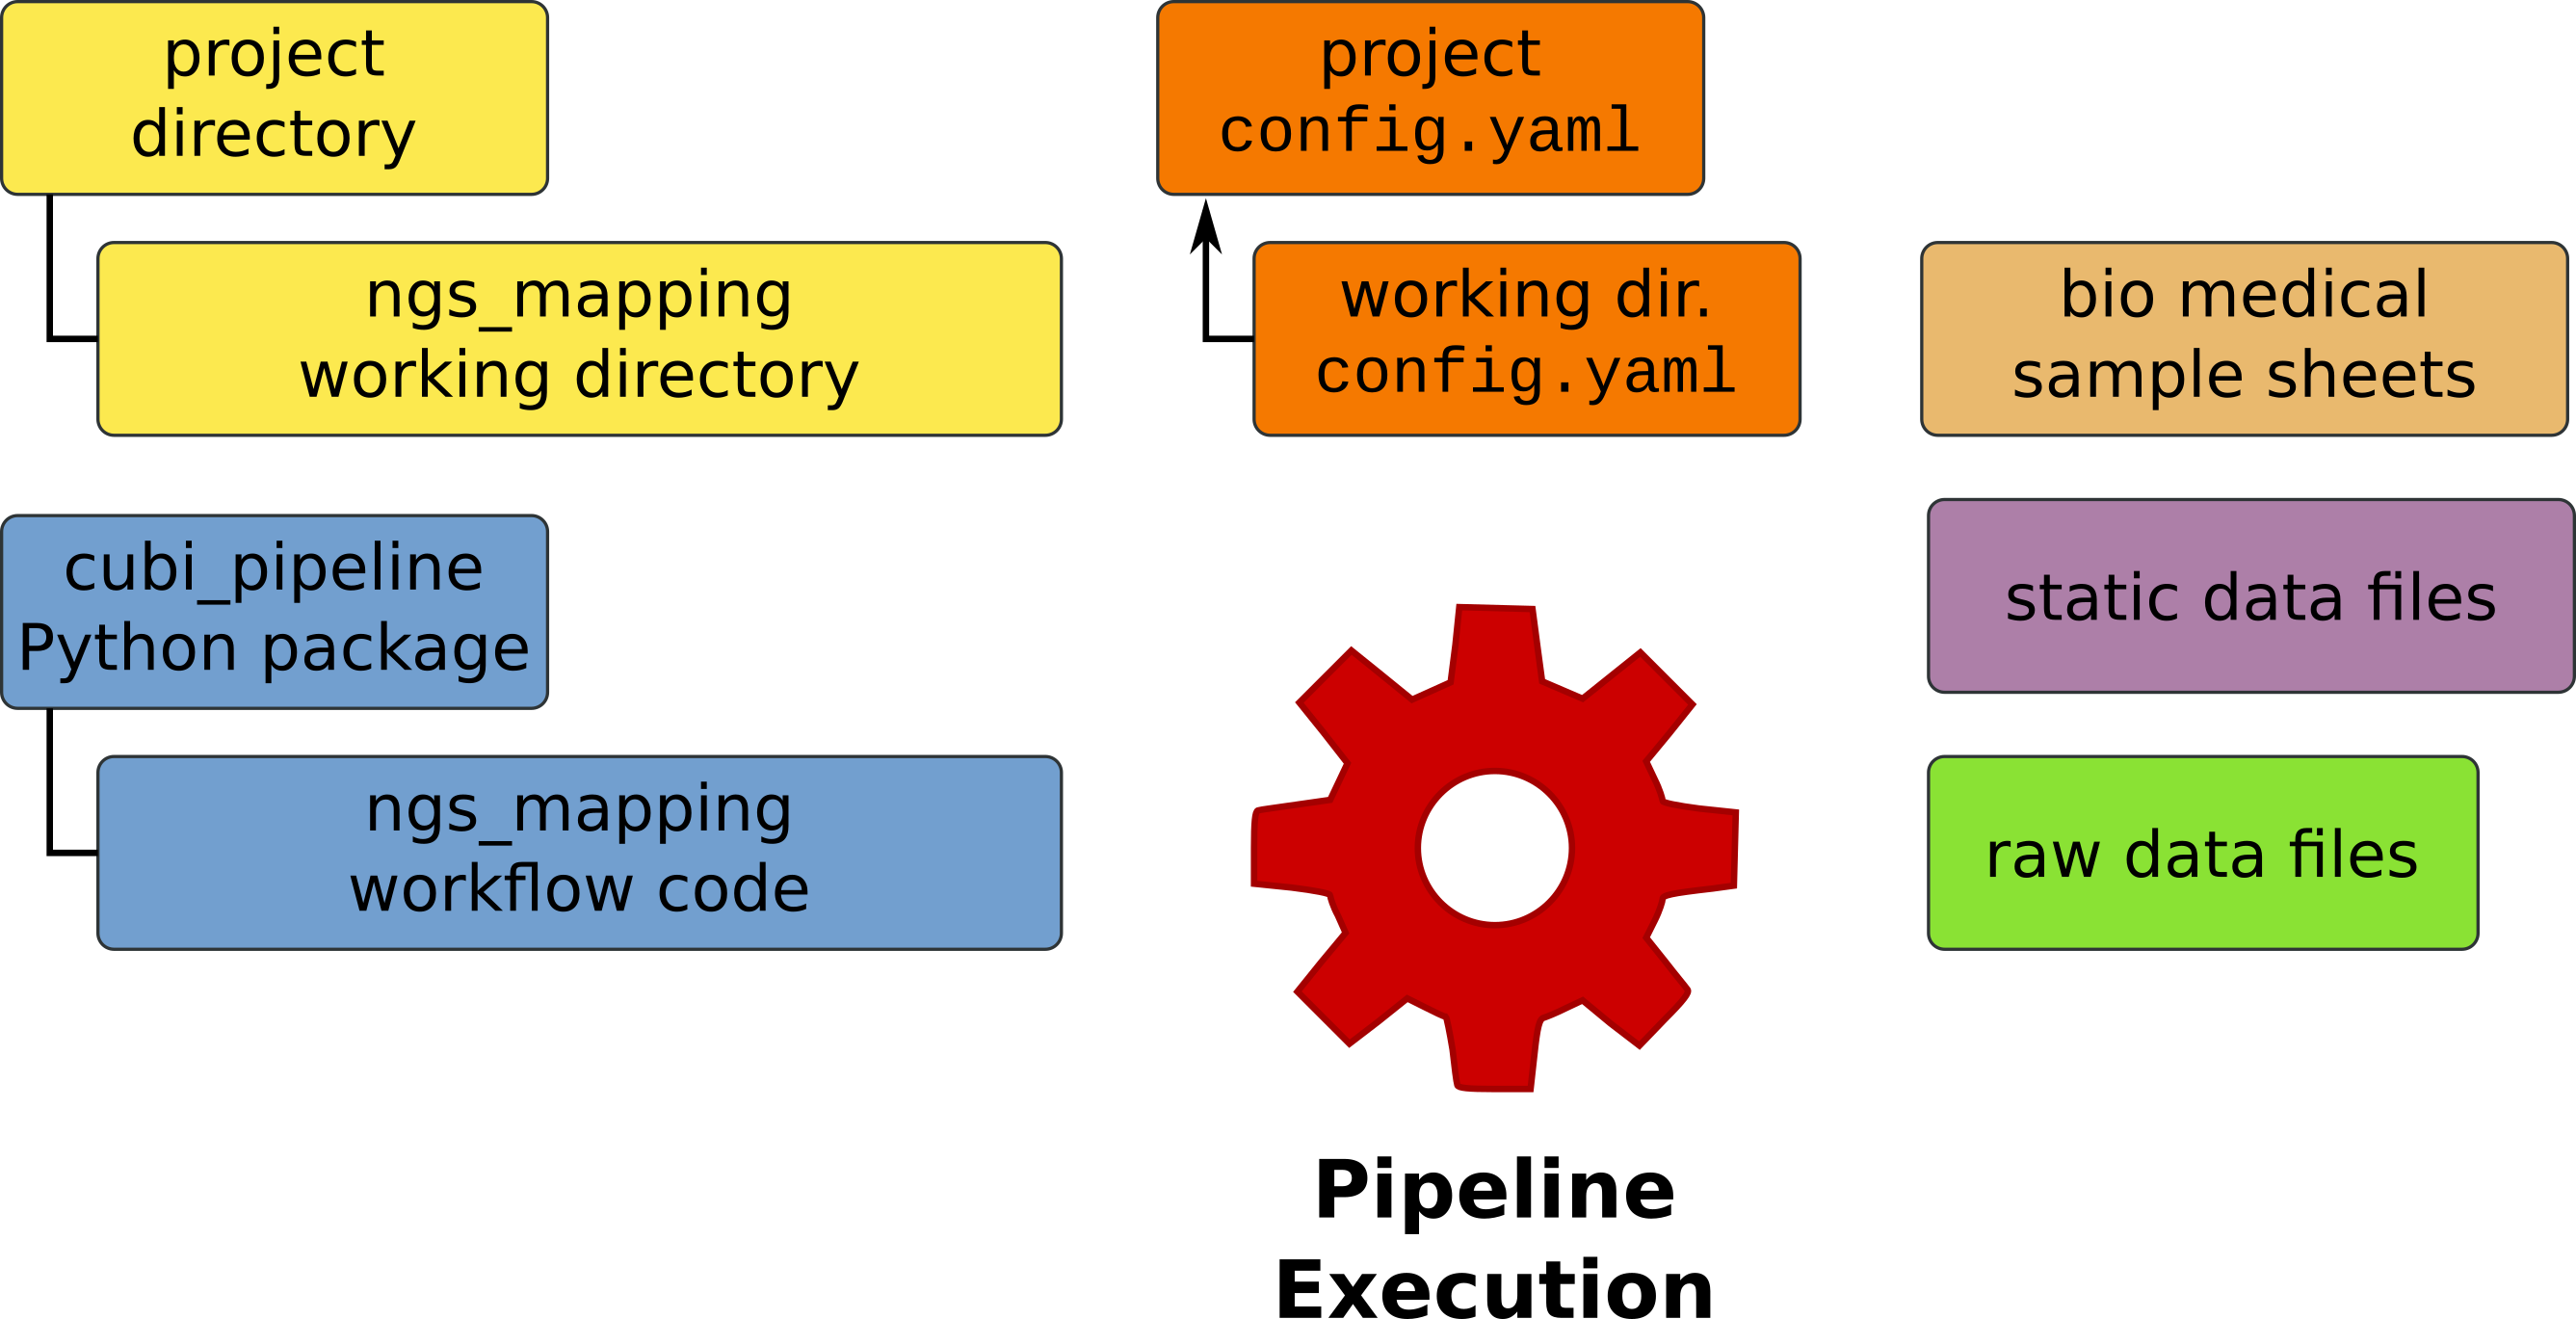 project
directory
ngs_mapping
working directory
cubi_pipeline
Python package
ngs_mapping
workflow code
project
config.yaml
working dir.
config.yaml
Pipeline
Execution
bio medical
sample sheets
static data files
raw data files